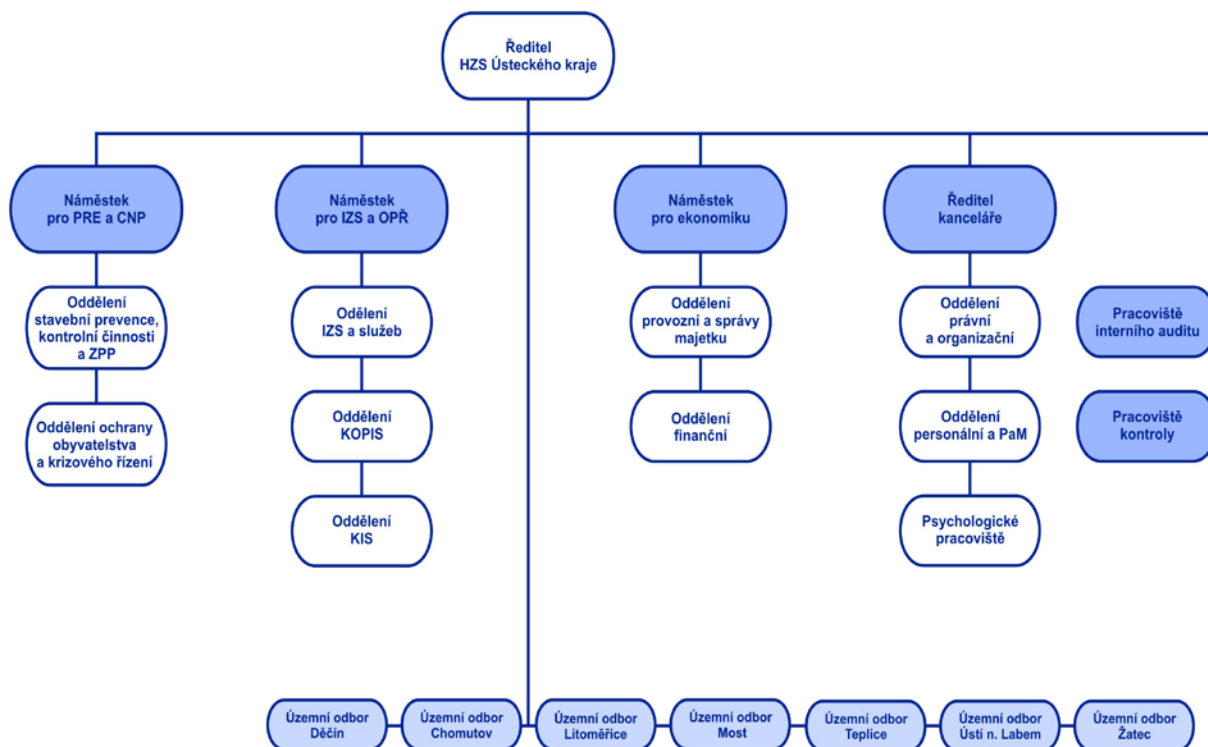 Ředitel
HZS Ústeckého kraje
Náměstek
pro PRE a CNP
Náměstek
pro IZS a OPŘ
Náměstek
pro ekonomiku
Ředitel
kanceláře
Oddělení
stavební prevence,
kontrolní činnosti
a ZPP
Odělení
IZS a služeb
Oddělení
provozní a správy
majetku
Oddělení
právní
a organizační
Pracoviště
interního auditu
Oddělení ochrany
obyvatelstva
a krizového řízení
Oddělení
KOPIS
Oddělení
finanční
Oddělení
personální a PaM
Pracoviště
kontroly
Oddělení
KIS
Psychologické
pracoviště
Územní odbor
Děčín
Územní odbor
Chomutov
Územní odbor
Litoměřice
Územní odbor
Most
Územní odbor
Teplice
Územní odbor
Ústí n. Labem
Územní odbor
Žatec